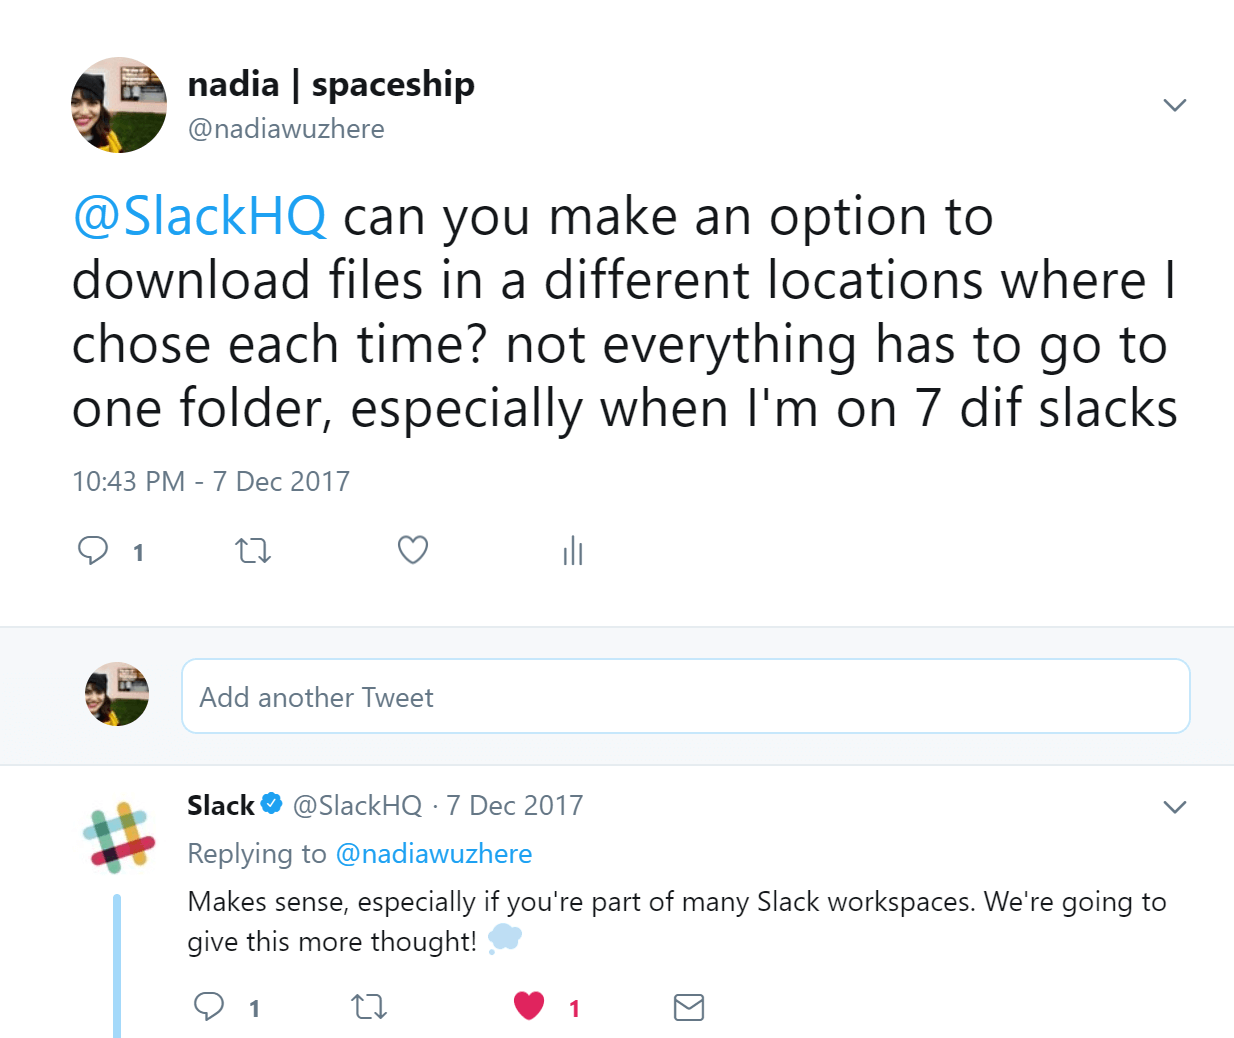 nadia | spaceship
@nadiawuzhere
@SlackHQ can you make an option to
download files in a different locations where I
chose each time? not everything has to go to
one folder, especially when I'm on 7 dif slacks
10:43 PM - 7 Dec 2017
1
Add another Tweet
Slack @SlackHQ · 7 Dec 2017
Replying to @nadiawuzhere
Makes sense, especially if you're part of many Slack workspaces. We're going to
give this more thought!
1 1